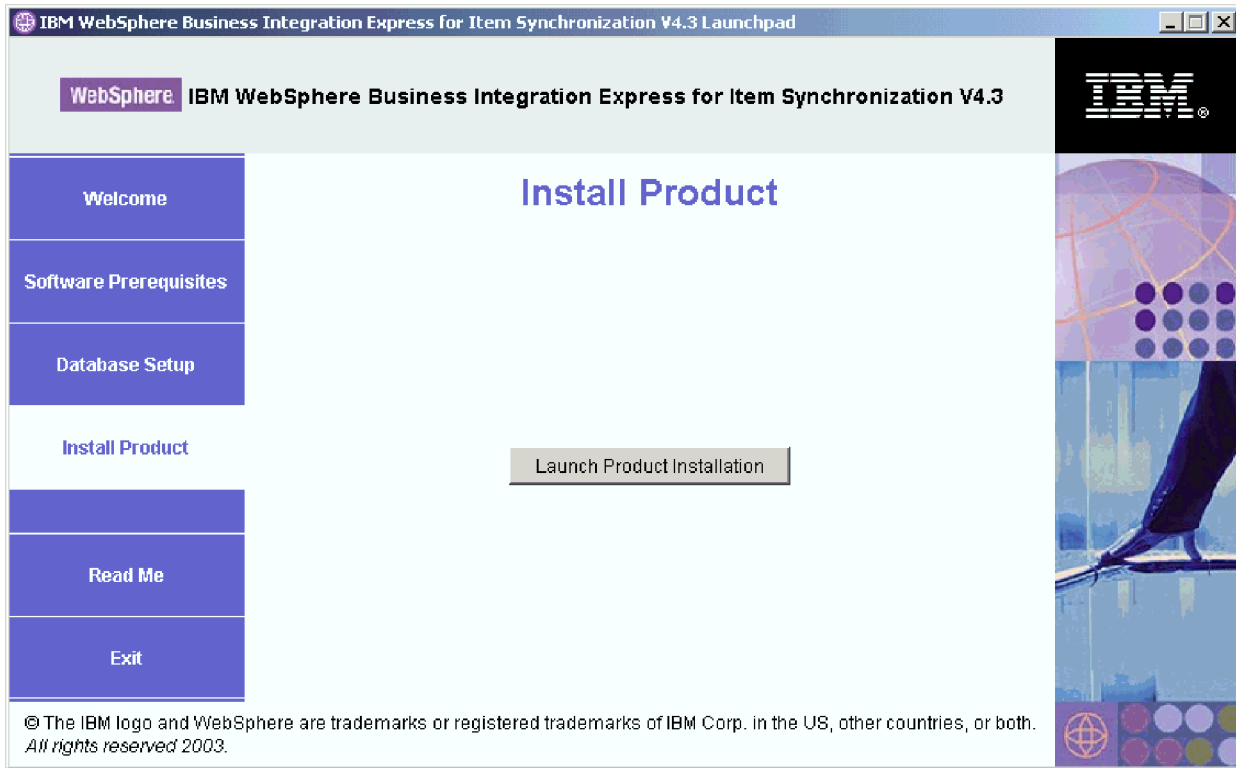 IBM WebSphere Business Integration Express for Item Synchronization V4.3 Launchpad
WebSphere. IBM WebSphere Business Integration Express for Item Synchronization V4.3
IBM®
Welcome
Software Prerequisites
Database Setup
Install Product
Read Me
Exit
Install Product
Launch Product Installation
© The IBM logo and WebSphere are trademarks or registered trademarks of IBM Corp. in the US, other countries, or both.
All rights reserved 2003.